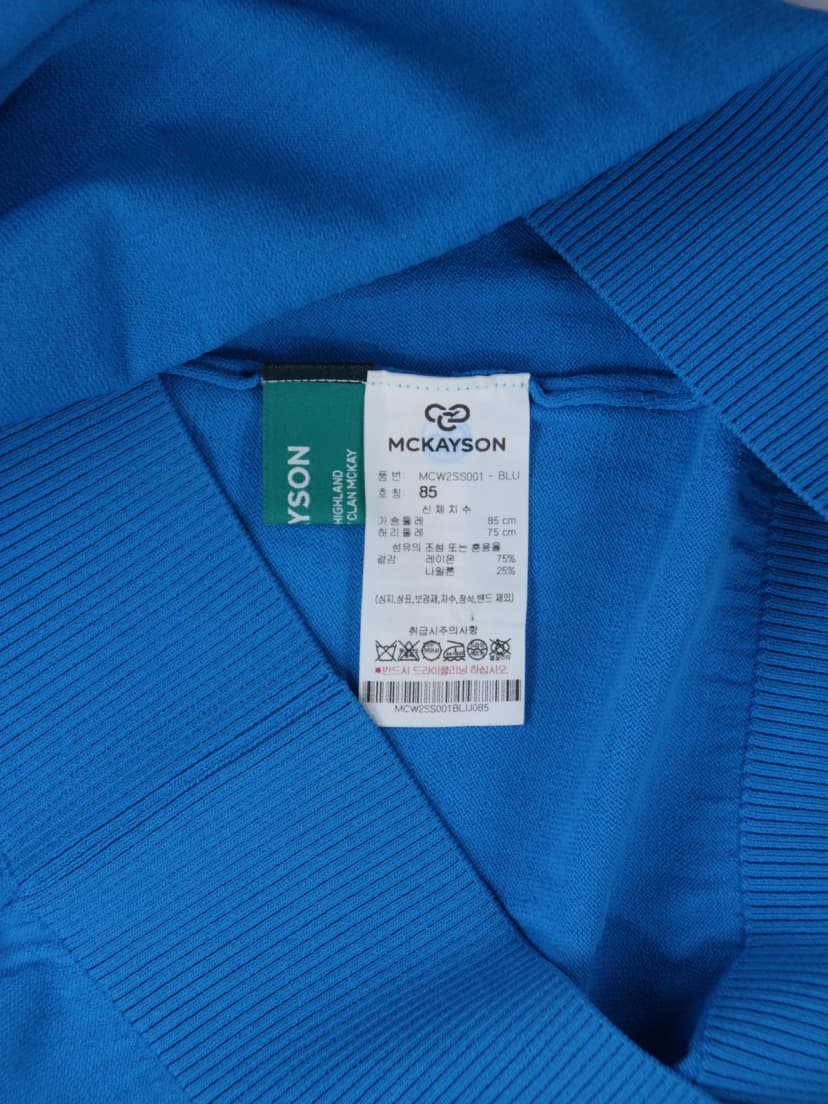 YSON
HIGHLAND
CLAN MCKAY
MCKAYSON
품 번: MCW2SS001 - BLU
호 칭: 85
신 체 치 수
가 슴 둘 레 85 cm
허 리 둘 레 75 cm
섬유의 조성 또는 혼용율
겉감 레이온 75%
나일론 25%
(심지,상표,보강재,자수,장식,밴드 제외)
취급시주의사항
*반드시 드라이클리닝 하십시오.
MCW2SS001BLU085